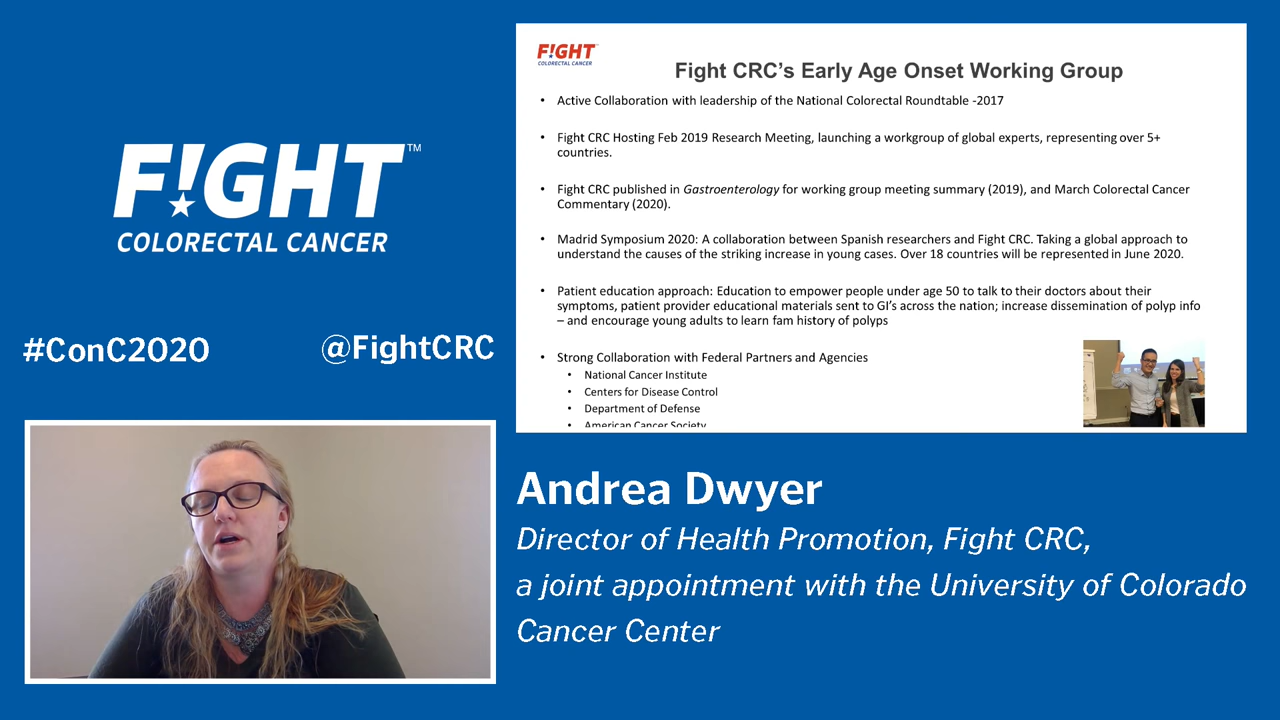 F!GHT™
COLORECTAL CANCER
#ConC2020
@FightCRC
F!GHT
COLORECTAL CANCER
Fight CRC's Early Age Onset Working Group
• Active Collaboration with leadership of the National Colorectal Roundtable -2017
• Fight CRC Hosting Feb 2019 Research Meeting, launching a workgroup of global experts, representing over 5+
countries.
• Fight CRC published in Gastroenterology for working group meeting summary (2019), and March Colorectal Cancer
Commentary (2020).
• Madrid Symposium 2020: A collaboration between Spanish researchers and Fight CRC. Taking a global approach to
understand the causes of the striking increase in young cases. Over 18 countries will be represented in June 2020.
• Patient education approach: Education to empower people under age 50 to talk to their doctors about their
symptoms, patient provider educational materials sent to GI's across the nation; increase dissemination of polyp info
– and encourage young adults to learn fam history of polyps
• Strong Collaboration with Federal Partners and Agencies
• National Cancer Institute
• Centers for Disease Control
• Department of Defense
• American Cancer Society
Andrea Dwyer
Director of Health Promotion, Fight CRC,
a joint appointment with the University of Colorado
Cancer Center